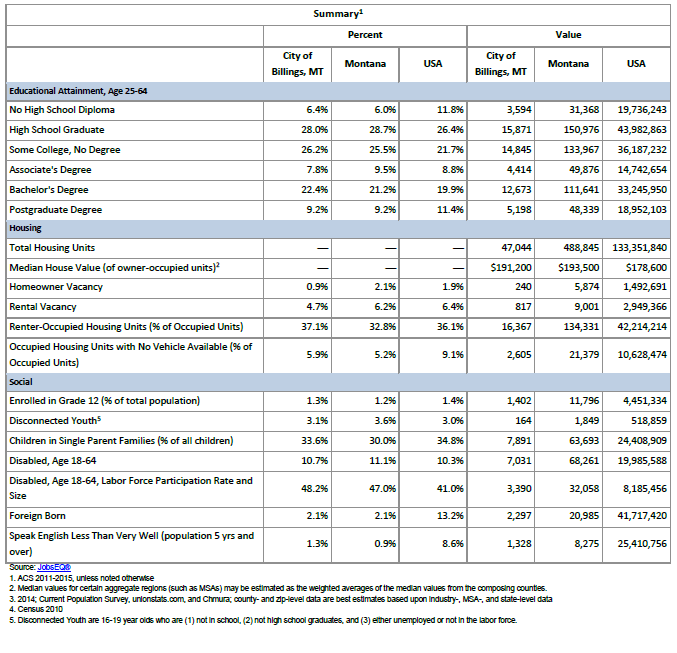 Summary1
Percent Value
City of Billings, MT Montana USA City of Billings, MT Montana USA
Educational Attainment, Age 25-64
No High School Diploma 6.4% 6.0% 11.8% 3,594 31,368 19,736,243
High School Graduate 28.0% 28.7% 26.4% 15,871 150,976 43,982,863
Some College, No Degree 26.2% 25.5% 21.7% 14,845 133,967 36,187,232
Associate's Degree 7.8% 9.5% 8.8% 4,414 49,876 14,742,654
Bachelor's Degree 22.4% 21.2% 19.9% 12,673 111,641 33,245,950
Postgraduate Degree 9.2% 9.2% 11.4% 5,198 48,339 18,952,103
Housing
Total Housing Units — — — 47,044 488,845 133,351,840
Median House Value (of owner-occupied units)2 — — — $191,200 $193,500 $178,600
Homeowner Vacancy 0.9% 2.1% 1.9% 240 5,874 1,492,691
Rental Vacancy 4.7% 6.2% 6.4% 817 9,001 2,949,366
Renter-Occupied Housing Units (% of Occupied Units) 37.1% 32.8% 36.1% 16,367 134,331 42,214,214
Occupied Housing Units with No Vehicle Available (% of
Occupied Units) 5.9% 5.2% 9.1% 2,605 21,379 10,628,474
Social
Enrolled in Grade 12 (% of total population) 1.3% 1.2% 1.4% 1,402 11,796 4,451,334
Disconnected Youth5 3.1% 3.6% 3.0% 164 1,849 518,859
Children in Single Parent Families (% of all children) 33.6% 30.0% 34.8% 7,891 63,693 24,408,909
Disabled, Age 18-64 10.7% 11.1% 10.3% 7,031 68,261 19,985,588
Disabled, Age 18-64, Labor Force Participation Rate and
Size 48.2% 47.0% 41.0% 3,390 32,058 8,185,456
Foreign Born 2.1% 2.1% 13.2% 2,297 20,985 41,717,420
Speak English Less Than Very Well (population 5 yrs and
over) 1.3% 0.9% 8.6% 1,328 8,275 25,410,756
Source: JobsEQ®
1. ACS 2011-2015, unless noted otherwise
2. Median values for certain aggregate regions (such as MSAs) may be estimated as the weighted averages of the median values from the composing counties.
3. 2014; Current Population Survey, unionstats.com, and Chmura; county- and zip-level data are best estimates based upon industry-, MSA-, and state-level data
4. Census 2010
5. Disconnected Youth are 16-19 year olds who are (1) not in school, (2) not high school graduates, and (3) either unemployed or not in the labor force.